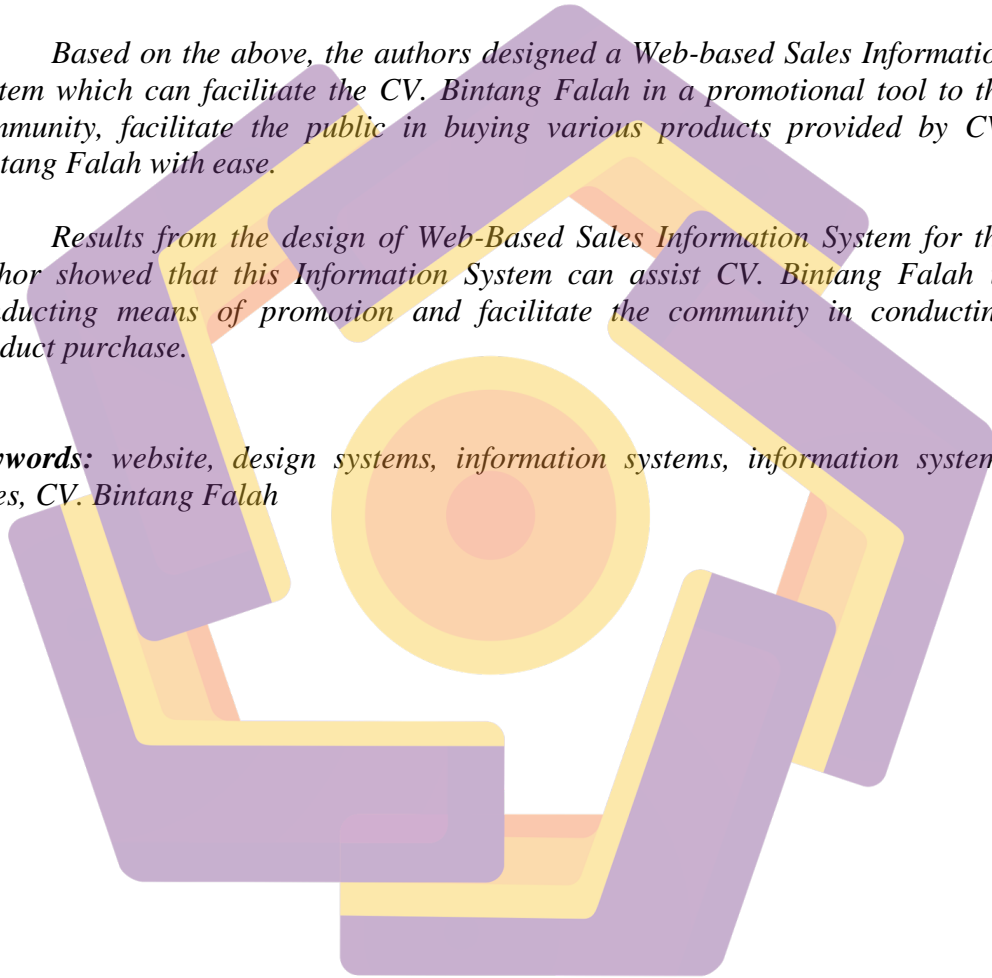 Based on the above, the authors designed a Web-based Sales Informatio
tem which can facilitate the CV. Bintang Falah in a promotional tool to th
mmunity, facilitate the public in buying various products provided by CV
tang Falah with ease.
Results from the design of Web-Based Sales Information System for th
hor showed that this Information System can assist CV. Bintang Falah
nducting means of promotion and facilitate the community in conductin
duct purchase.
ywords: website, design systems, information systems, information system
es, CV. Bintang Falah